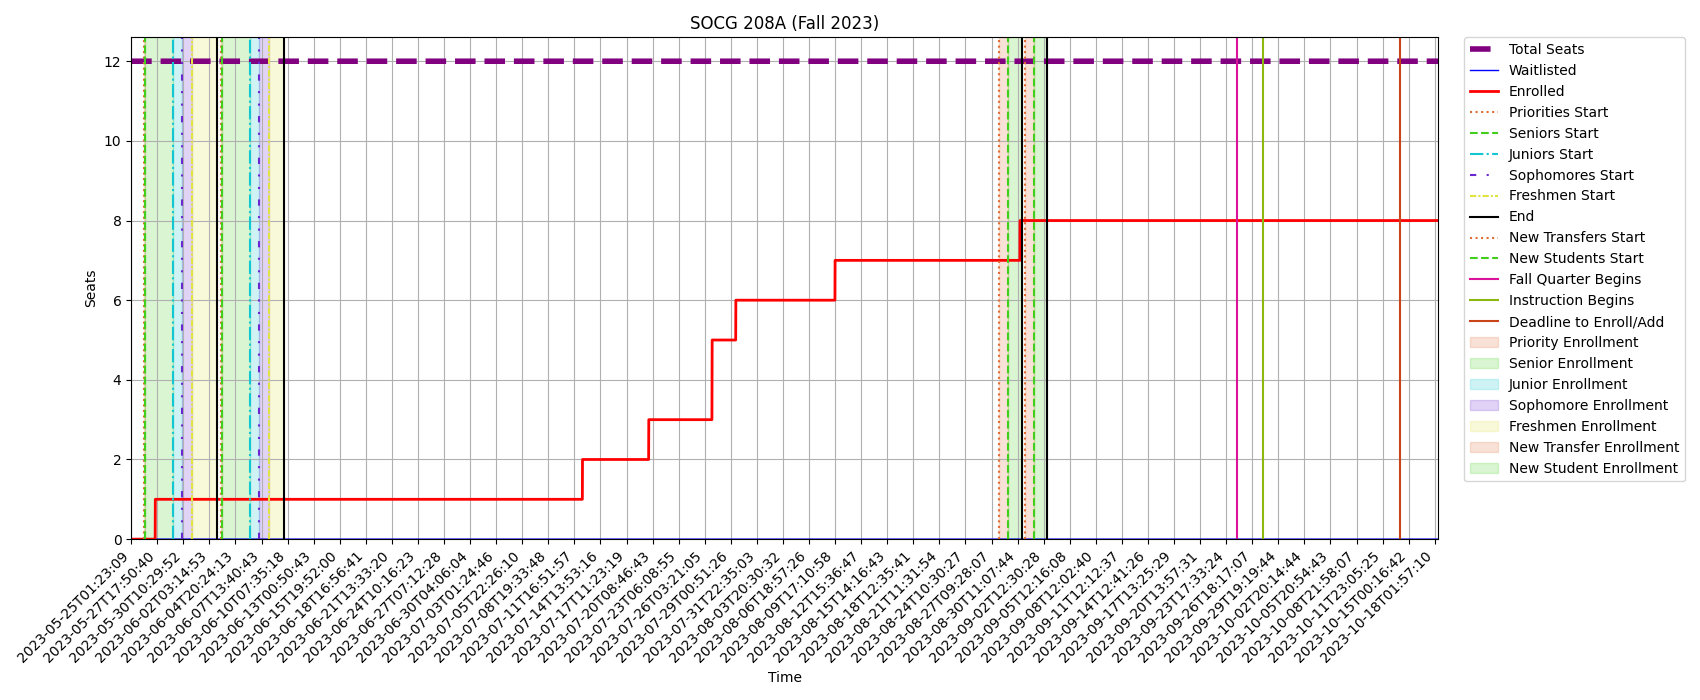 SOCG 208A (Fall 2023)
Seats
12
10
8
6
4
2
0
2023-05-25T01:23:09
2023-05-27T17:50:40
2023-05-30T10:29:52
2023-06-02T03:14:53
2023-06-04T20:24:13
2023-06-07T13:40:43
2023-06-10T07:35:18
2023-06-13T00:50:43
2023-06-15T19:52:00
2023-06-18T16:56:41
2023-06-21T13:33:20
2023-06-24T10:16:23
2023-06-27T07:12:28
2023-06-30T04:06:04
2023-07-03T01:24:46
2023-07-05T22:26:10
2023-07-08T19:33:48
2023-07-11T16:51:57
2023-07-14T13:53:16
2023-07-17T11:23:19
2023-07-20T08:46:43
2023-07-23T06:08:55
2023-07-26T03:21:05
2023-07-29T00:51:26
2023-07-31T22:35:03
2023-08-03T20:30:32
2023-08-06T18:57:26
2023-08-09T17:10:58
2023-08-12T15:36:47
2023-08-15T14:16:43
2023-08-18T12:35:41
2023-08-21T11:31:54
2023-08-24T10:30:27
2023-08-27T09:28:07
2023-08-30T11:07:44
2023-09-02T12:30:28
2023-09-05T12:16:08
2023-09-08T12:02:40
2023-09-11T12:12:37
2023-09-14T12:41:26
2023-09-17T13:25:29
2023-09-20T13:57:31
2023-09-23T17:33:24
2023-09-26T18:17:07
2023-09-29T19:19:44
2023-10-02T20:14:44
2023-10-05T20:54:43
2023-10-08T21:58:07
2023-10-11T23:05:25
2023-10-15T00:16:42
2023-10-18T01:57:10
Time
Total Seats
Waitlisted
Enrolled
Priorities Start
Seniors Start
Juniors Start
Sophomores Start
Freshmen Start
End
New Transfers Start
New Students Start
Fall Quarter Begins
Instruction Begins
Deadline to Enroll/Add
Priority Enrollment
Senior Enrollment
Junior Enrollment
Sophomore Enrollment
Freshmen Enrollment
New Transfer Enrollment
New Student Enrollment